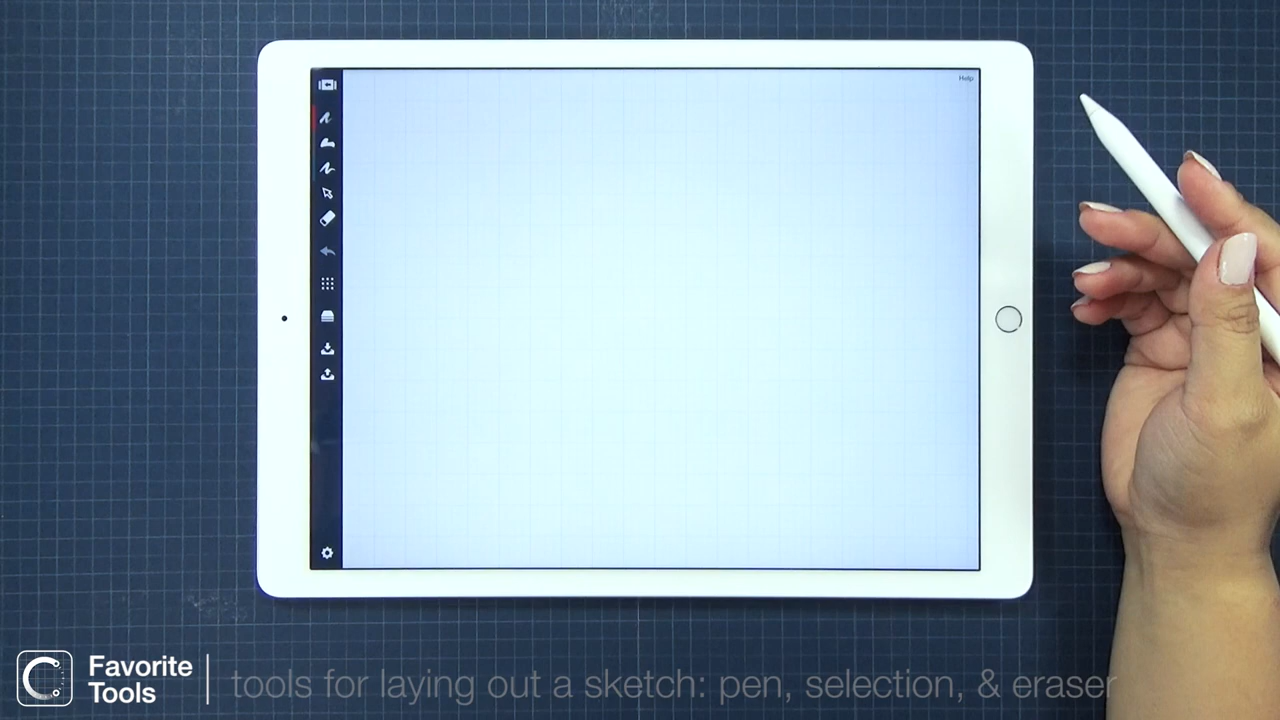 Help
Favorite
Tools
tools for laying out a sketch: pen, selection, & eraser